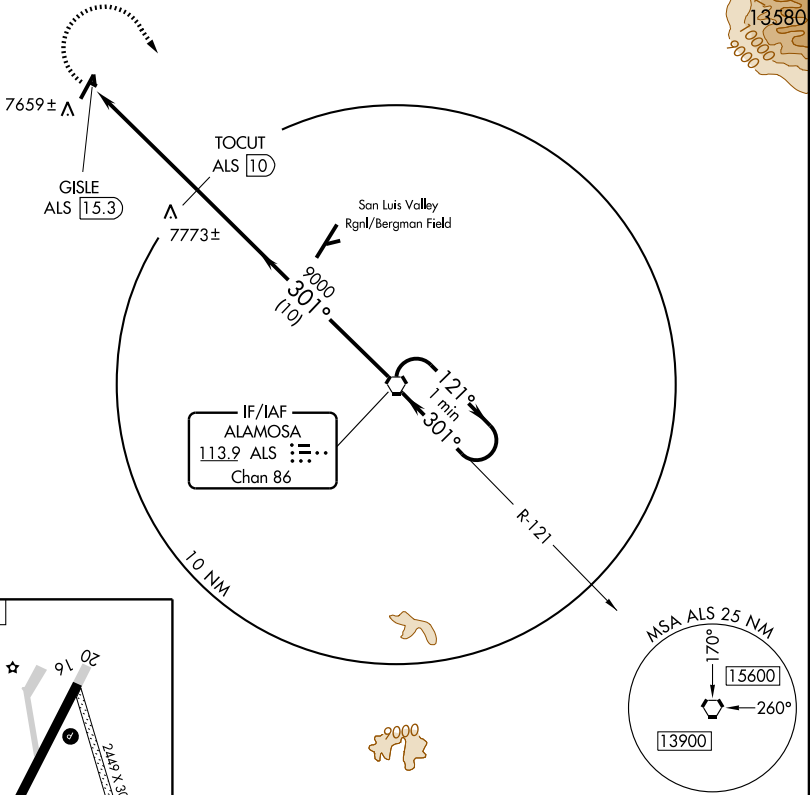 13580
10000
9000
7659±
TOCUT
ALS 10
GISLE
ALS 15.3
7773±
San Luis Valley
Rgnl/Bergman Field
9000
301°
(10)
121°
1 min
301°
IF/IAF
ALAMOSA
113.9 ALS
Chan 86
R-121
10 NM
9000
MSA ALS 25 NM
170°
15600
260°
13900
16
20
2449 X 30